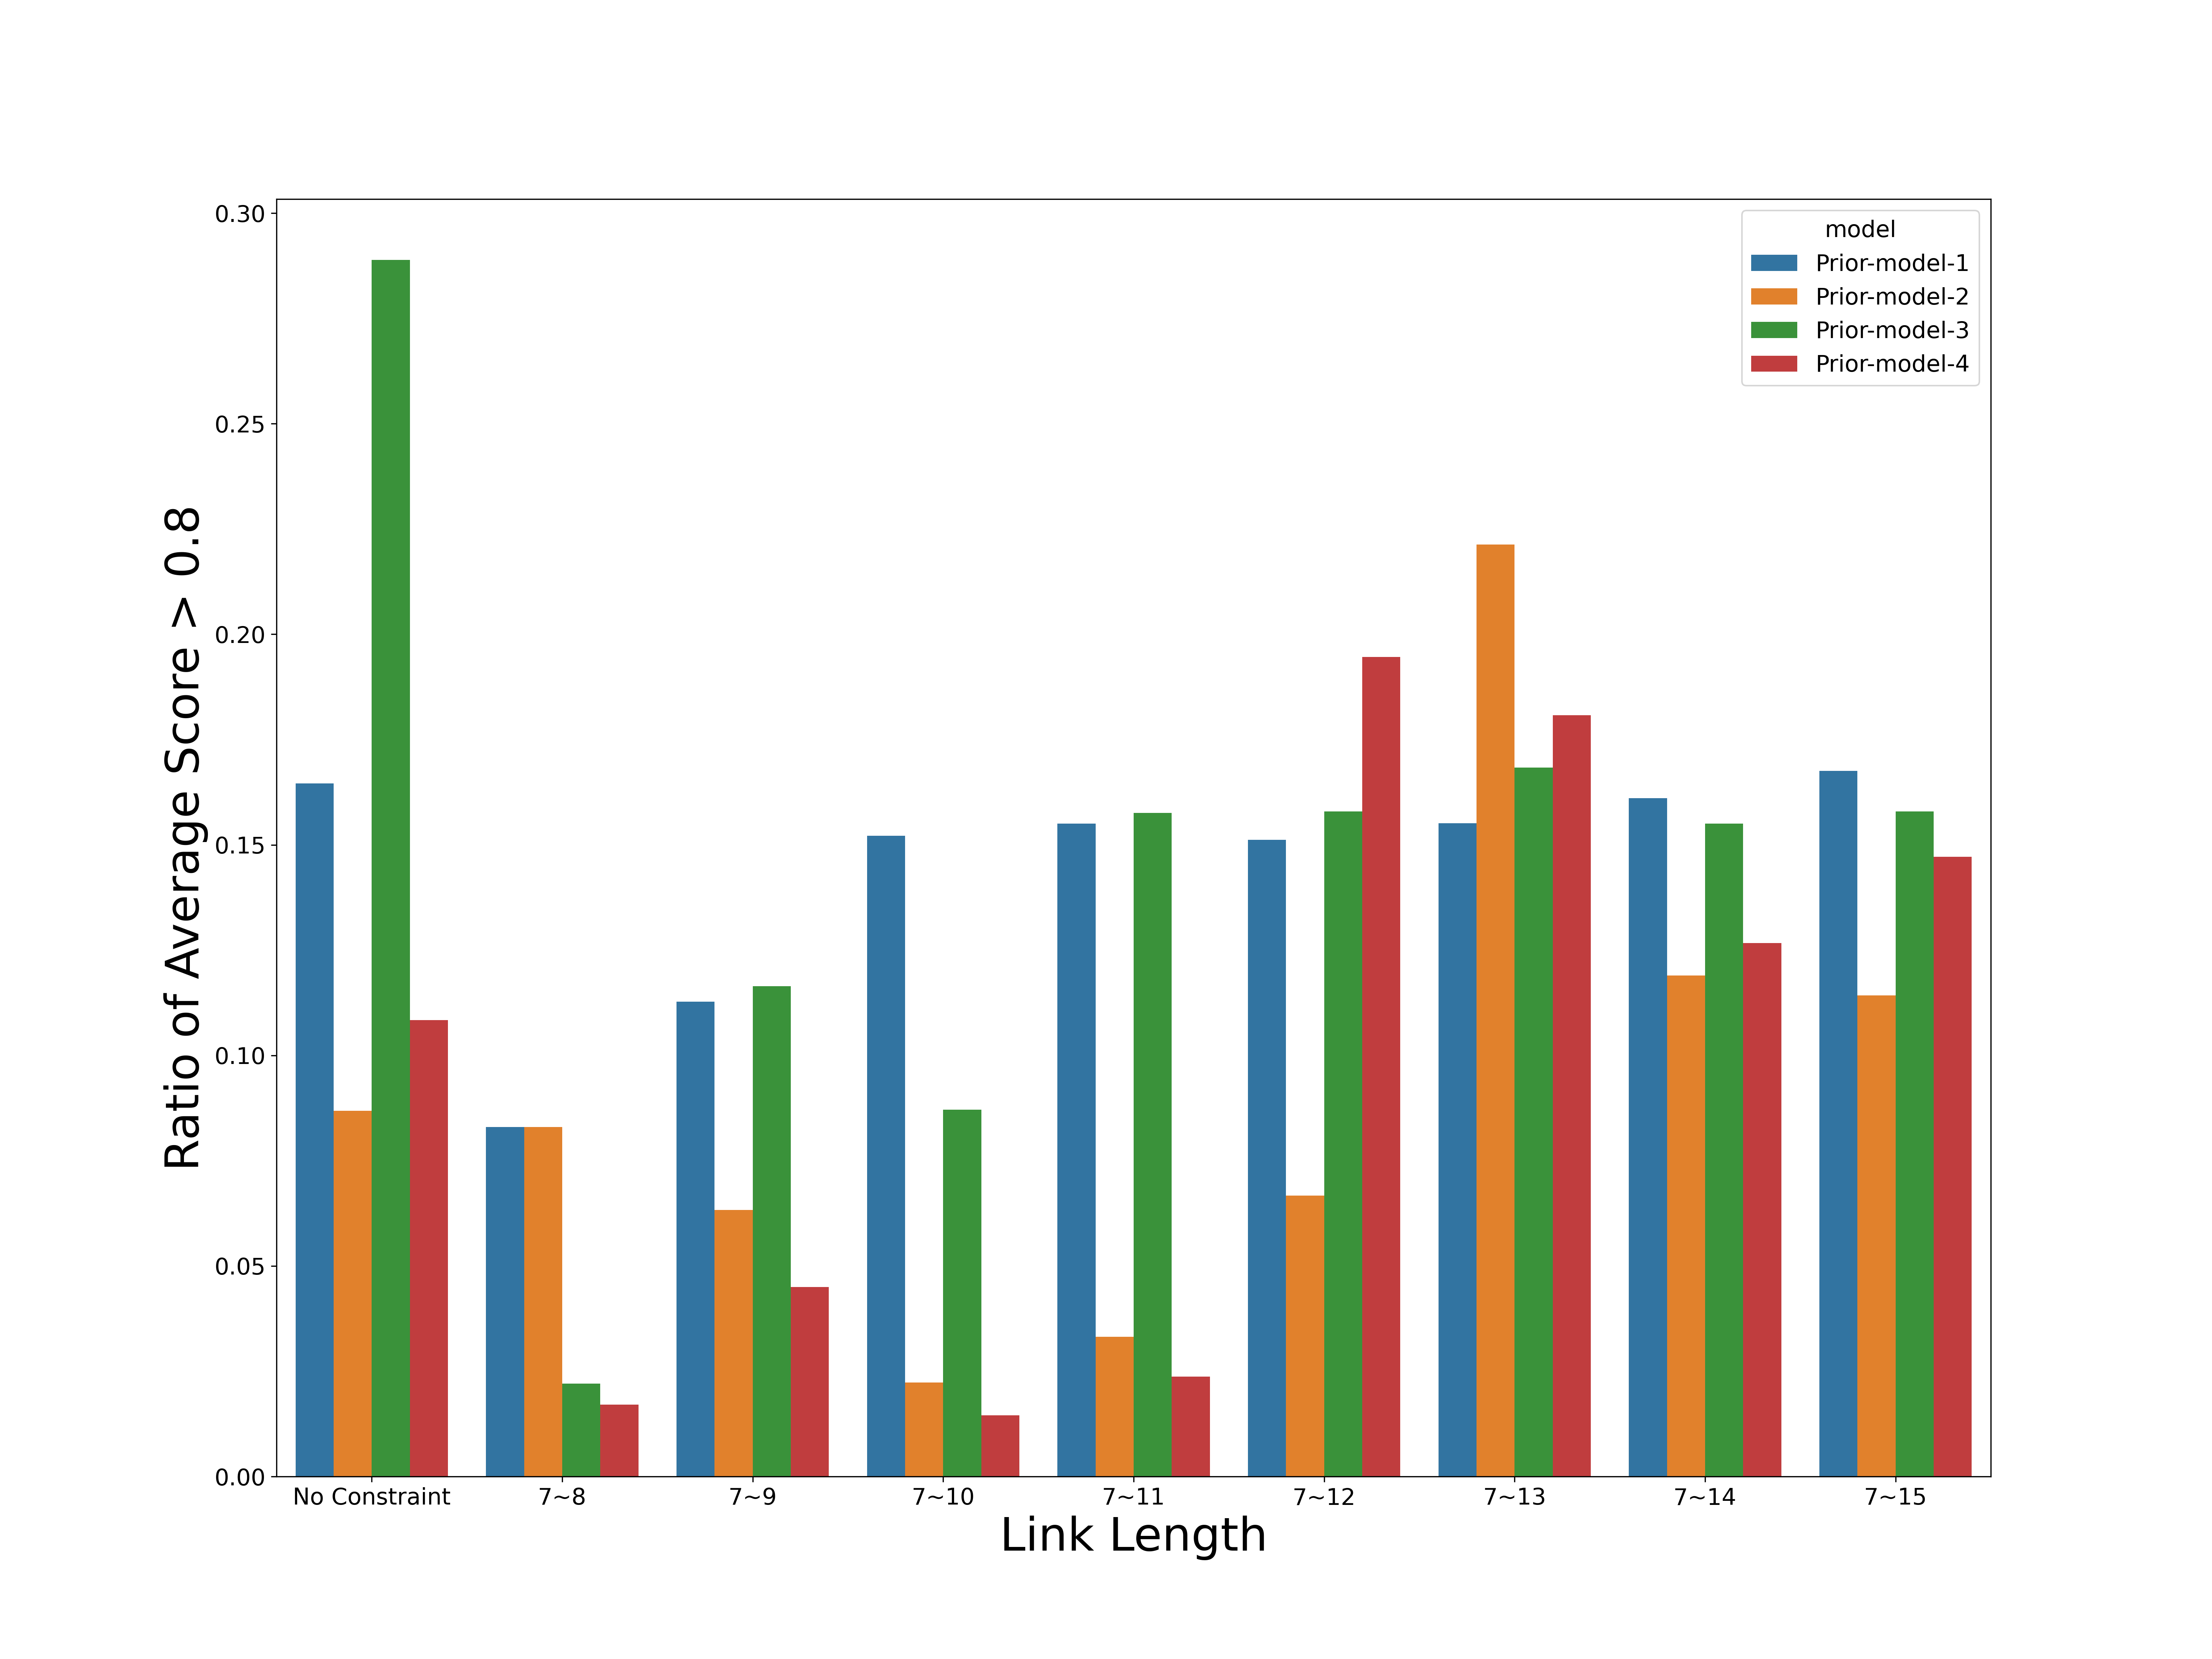 Ratio of Average Score > 0.8
0.30
0.25
0.20
0.15
0.10
0.05
0.00
model
Prior-model-1
Prior-model-2
Prior-model-3
Prior-model-4
No Constraint 7~8 7~9 7~10 7~11 7~12 7~13 7~14 7~15
Link Length